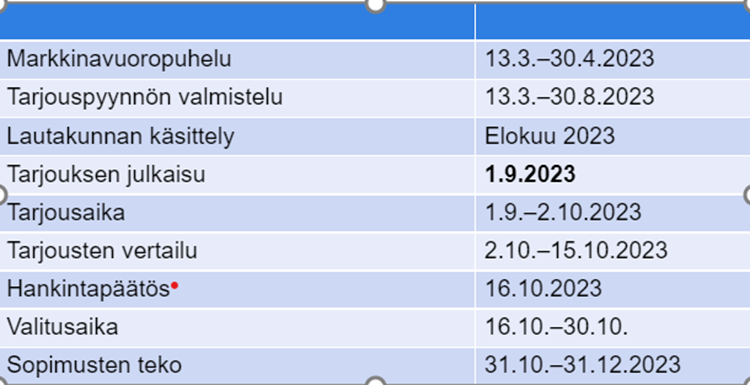 Markkinavuoropuhelu 13.3.–30.4.2023
Tarjouspyynnön valmistelu 13.3.–30.8.2023
Lautakunnan käsittely Elokuu 2023
Tarjouksen julkaisu 1.9.2023
Tarjousaika 1.9.–2.10.2023
Tarjousten vertailu 2.10.–15.10.2023
Hankintapäätös 16.10.2023
Valitusaika 16.10.–30.10.
Sopimusten teko 31.10.–31.12.2023